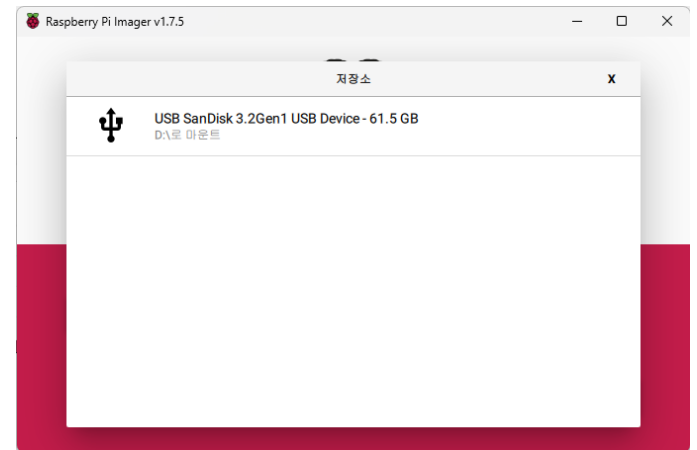 Raspberry Pi Imager v1.7.5
저장소 X
USB SanDisk 3.2Gen1 USB Device - 61.5 GB
D:\로 마운트